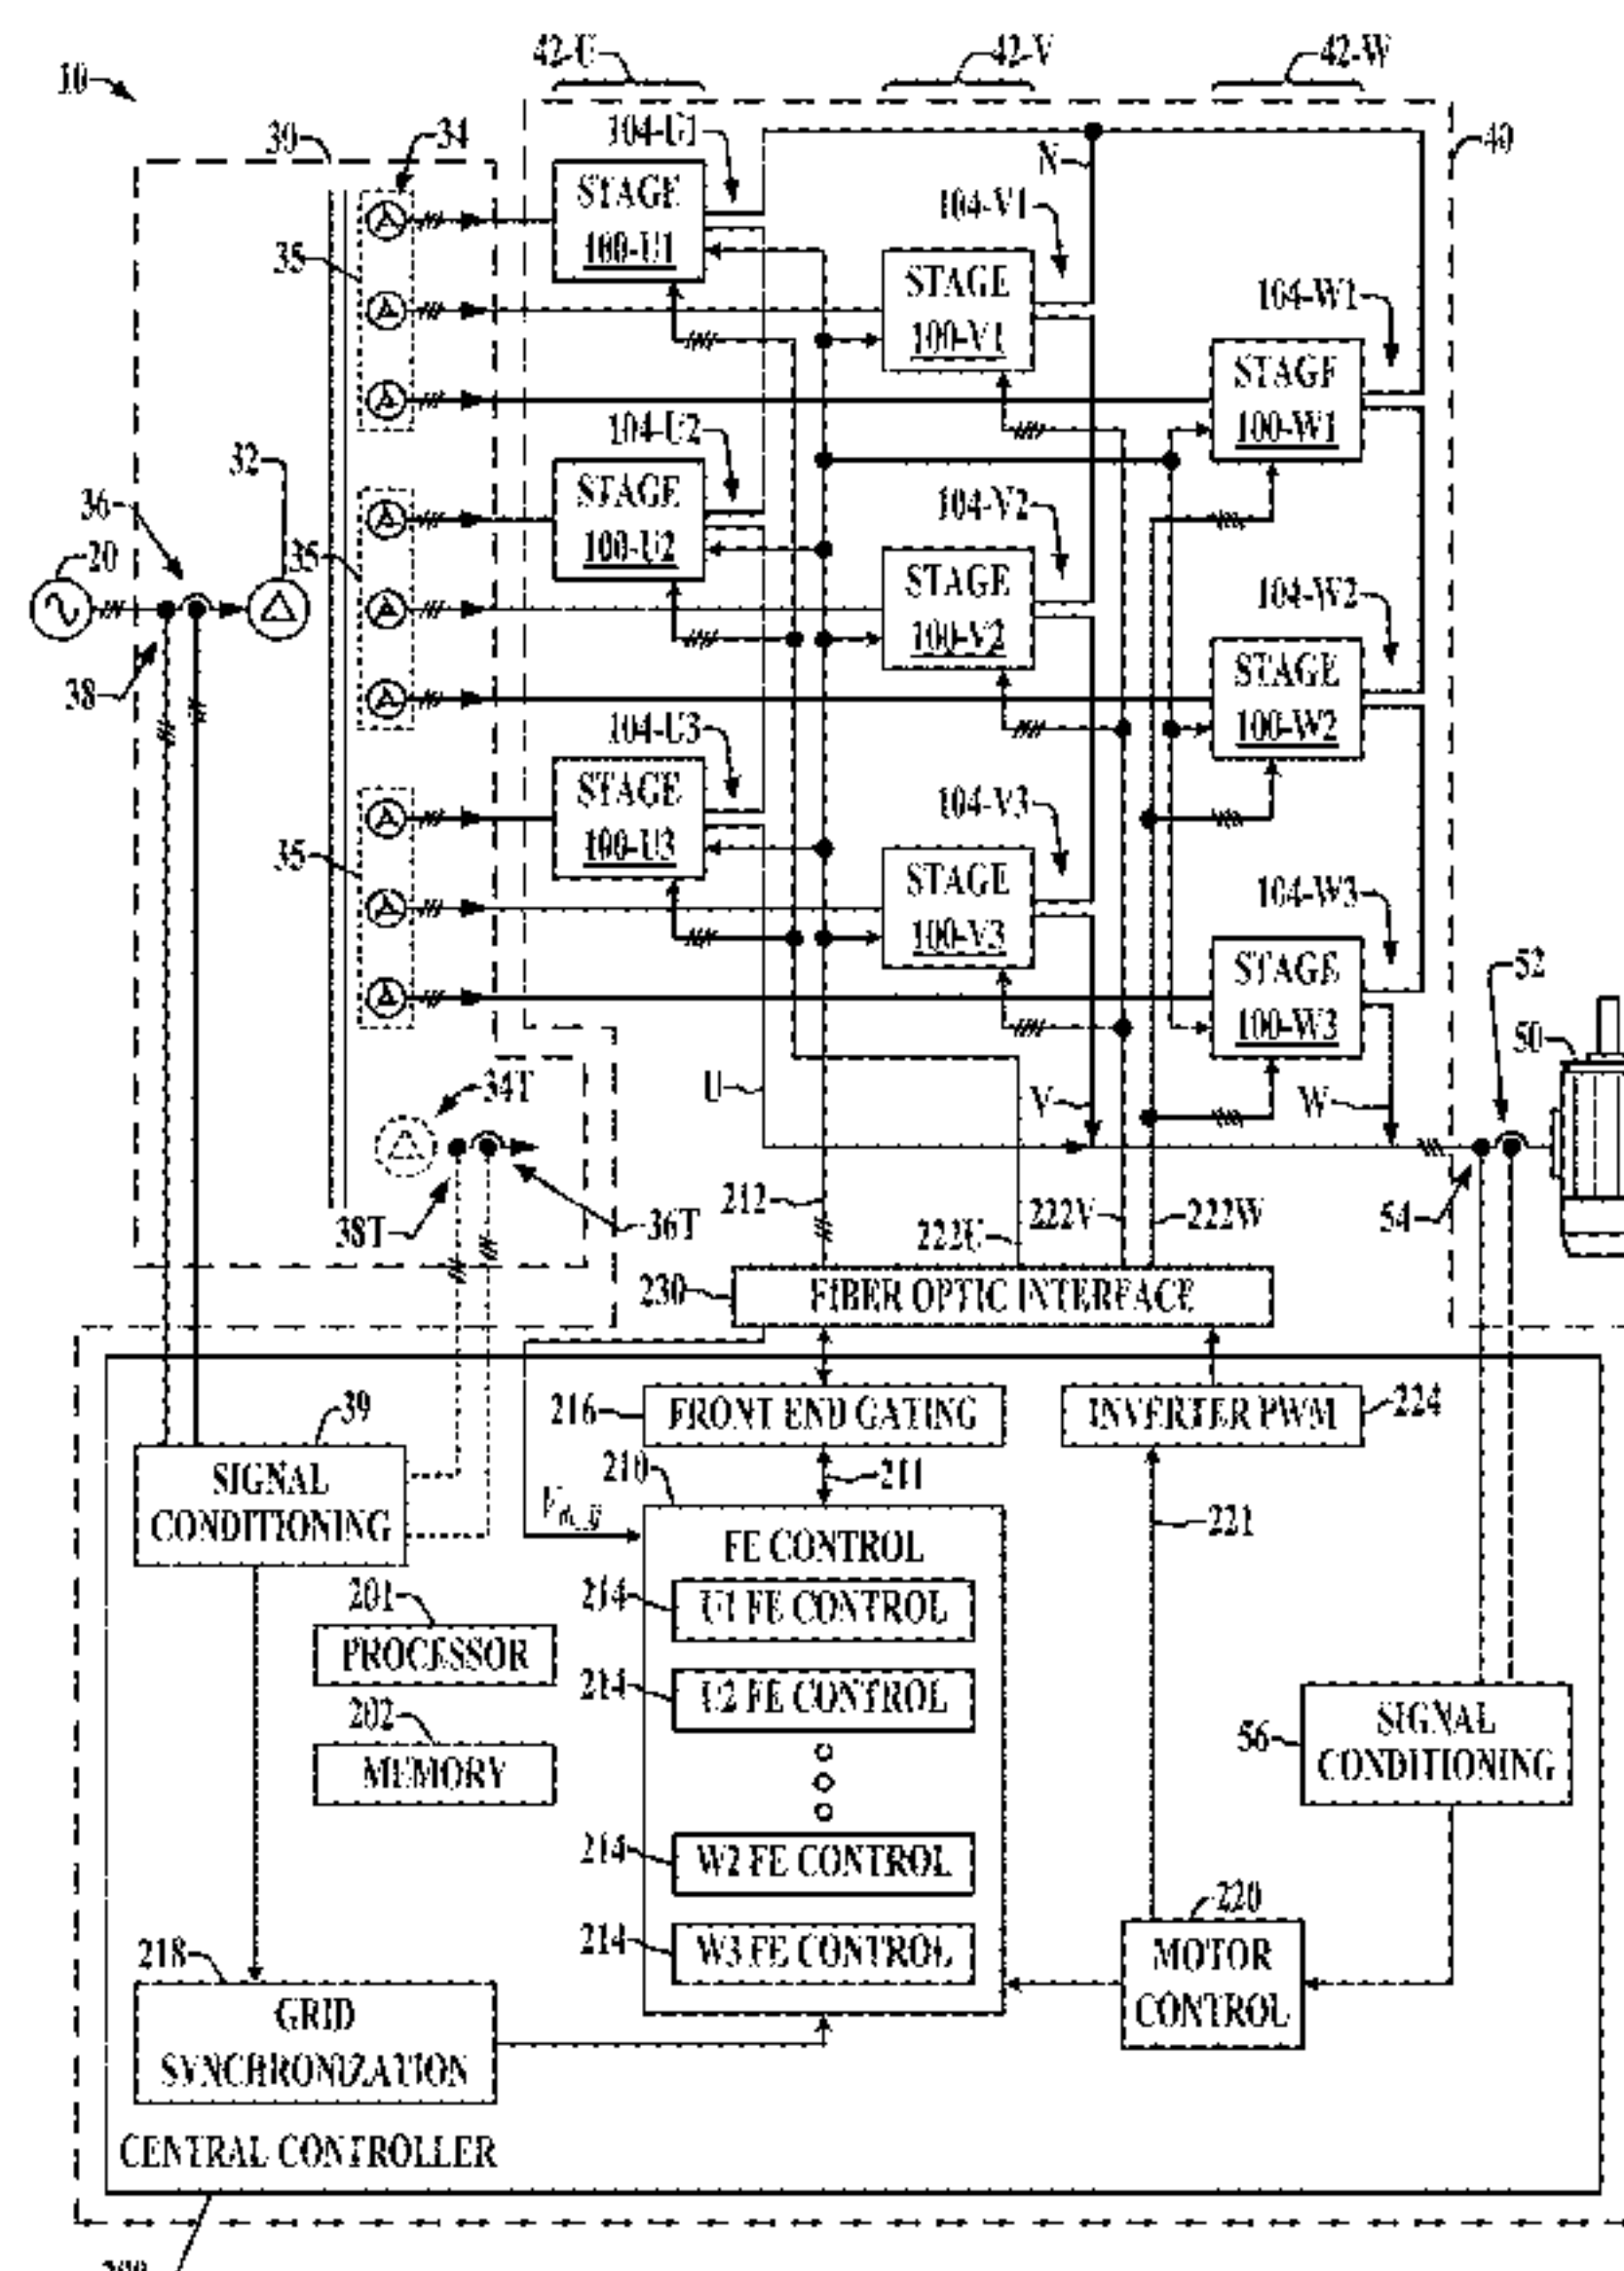 42-U
42-V
42-W
10
104-U1
30
34
40
N
STAGE
100-U1
104-V1
35
STAGE
100-V1
104-W1
STAGE
100-W1
104-U2
32
STAGE
100-U2
104-V2
36
20
35
STAGE
100-V2
104-W2
38
STAGE
100-W2
104-U3
STAGE
100-U3
104-V3
35
STAGE
100-V3
104-W3
STAGE
100-W3
52
50
34T
U
V
W
212
38T
36T
222U
222V
222W
54
230
FIBER OPTIC INTERFACE
39
216
FRONT END GATING
INVERTER PWM
224
SIGNAL
CONDITIONING
210
211
221
FE CONTROL
201
214
U1 FE CONTROL
PROCESSOR
214
U2 FE CONTROL
202
MEMORY
56
SIGNAL
CONDITIONING
214
W2 FE CONTROL
220
218
214
W3 FE CONTROL
MOTOR
CONTROL
GRID
SYNCHRONIZATION
CENTRAL CONTROLLER